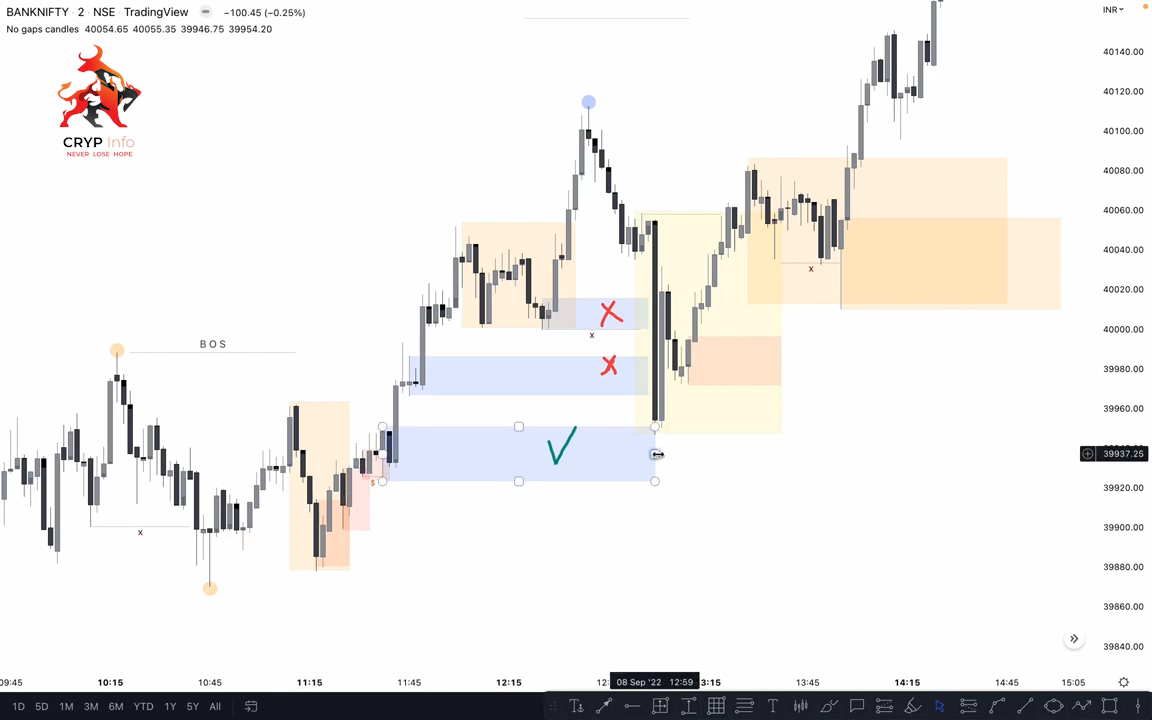 BANKNIFTY · 2 · NSE · TradingView −100.45 (−0.25%)
No gaps candles 40054.65 40055.35 39946.75 39954.20
INR
CRYP Info
NEVER LOSE HOPE
40140.00
40120.00
40100.00
40080.00
40060.00
40040.00
40020.00
40000.00
39980.00
39960.00
39937.25
39920.00
39900.00
39880.00
39860.00
39840.00
BOS
x
x
x
$
09:45 10:15 10:45 11:15 11:45 12:15 12: 08 Sep '22 12:59 3:15 13:45 14:15 14:45 15:05
1D 5D 1M 3M 6M YTD 1Y 5Y All